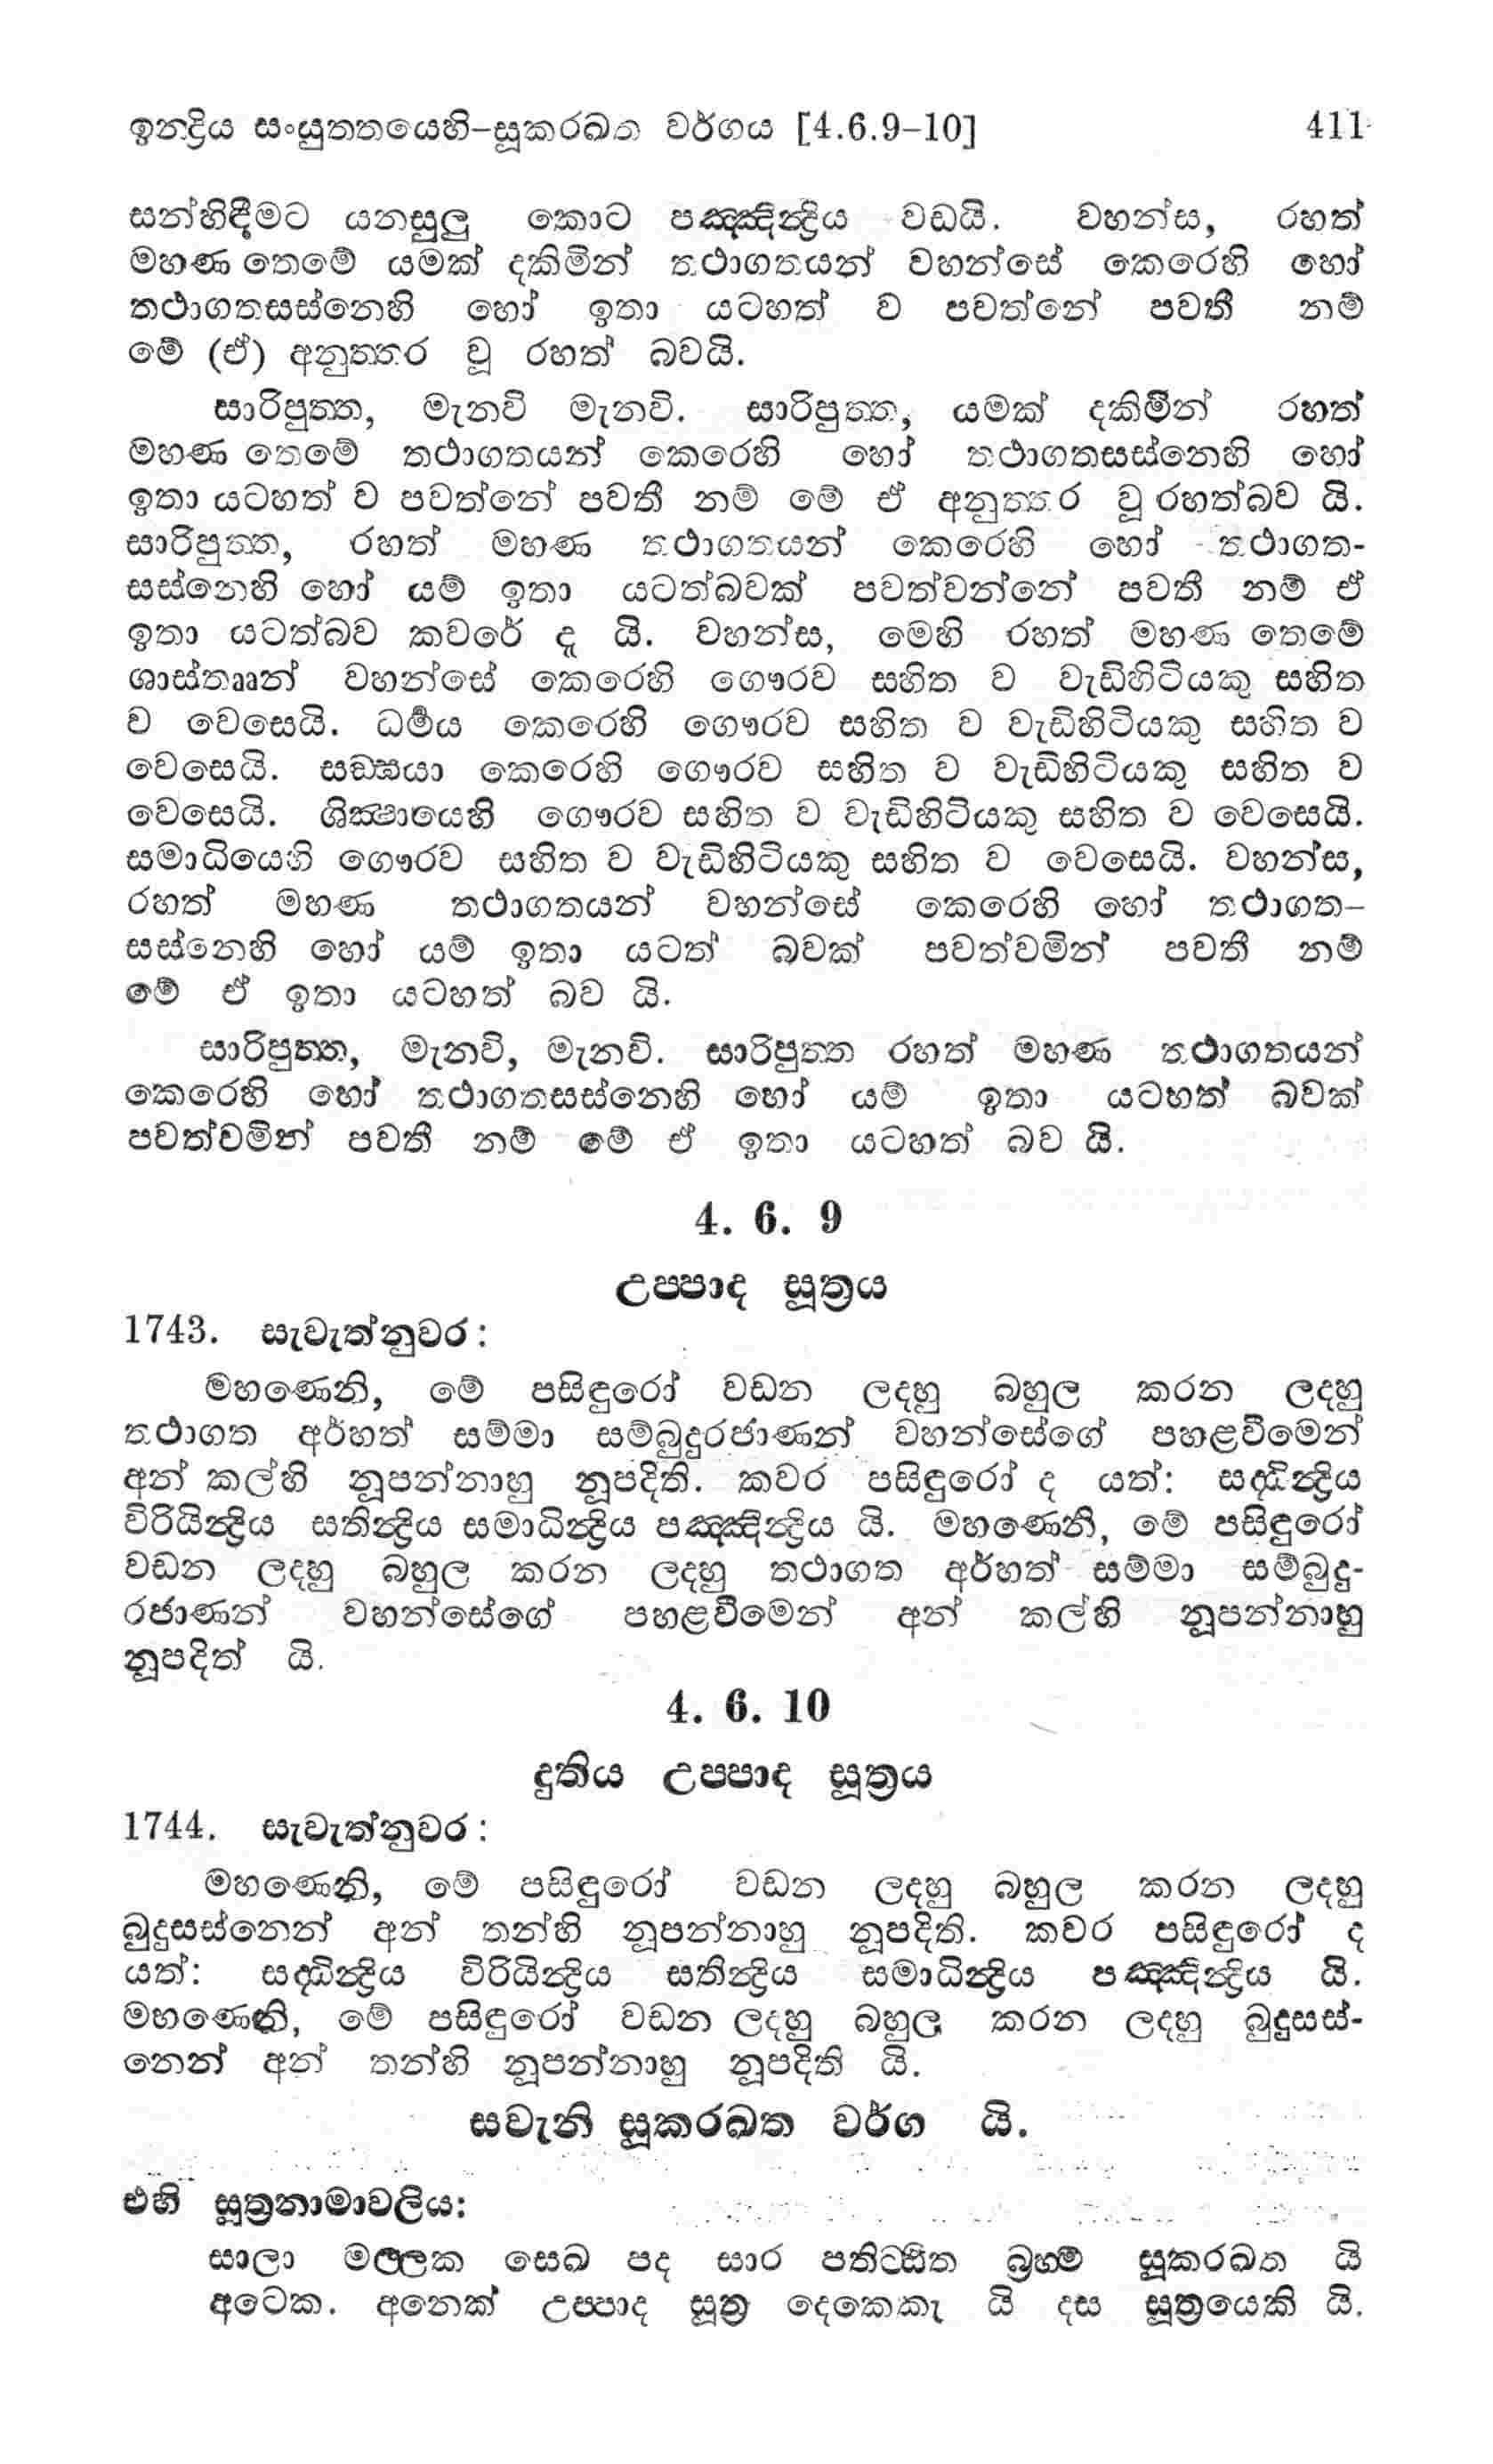 ඉන්ද්‍රිය සංයුත්තයෙහි-සූකරඛත වර්ගය [4.6.9-10] 411
සන්හිඳීමට යනසුලු කොට පඤ්ඤින්ද්‍රිය වඩයි. වහන්ස, රහත්
මහණ තෙමේ යමක් දකිමින් තථාගතයන් වහන්සේ කෙරෙහි හෝ
තථාගතසස්නෙහි හෝ ඉතා යටහත් ව පවත්නේ පවතී නම්
මේ (ඒ) අනුත්තර වූ රහත් බවයි.
සාරිපුත්ත, මැනවි මැනවි. සාරිපුත්ත, යමක් දකිමින් රහත්
මහණ තෙමේ තථාගතයන් කෙරෙහි හෝ තථාගතසස්නෙහි හෝ
ඉතා යටහත් ව පවත්නේ පවතී නම් මේ ඒ අනුත්තර වූ රහත්බව යි.
සාරිපුත්ත, රහත් මහණ තථාගතයන් කෙරෙහි හෝ තථාගත-
සස්නෙහි හෝ යම් ඉතා යටත්බවක් පවත්වන්නේ පවතී නම් ඒ
ඉතා යටත්බව කවරේ ද යි. වහන්ස, මෙහි රහත් මහණ තෙමේ
ශාස්තෲන් වහන්සේ කෙරෙහි ගෞරව සහිත ව වැඩිහිටියකු සහිත
ව වෙසෙයි. ධර්‍මය කෙරෙහි ගෞරව සහිත ව වැඩිහිටියකු සහිත ව
වෙසෙයි. සඞ්ඝයා කෙරෙහි ගෞරව සහිත ව වැඩිහිටියකු සහිත ව
වෙසෙයි. ශික්‍ෂායෙහි ගෞරව සහිත ව වැඩිහිටියකු සහිත ව වෙසෙයි.
සමාධියෙහි ගෞරව සහිත ව වැඩිහිටියකු සහිත ව වෙසෙයි. වහන්ස,
රහත් මහණ තථාගතයන් වහන්සේ කෙරෙහි හෝ තථාගත-
සස්නෙහි හෝ යම් ඉතා යටත් බවක් පවත්වමින් පවතී නම්
මේ ඒ ඉතා යටහත් බව යි.
සාරිපුත්ත, මැනවි, මැනවි. සාරිපුත්ත රහත් මහණ තථාගතයන්
කෙරෙහි හෝ තථාගතසස්නෙහි හෝ යම් ඉතා යටහත් බවක්
පවත්වමින් පවතී නම් මේ ඒ ඉතා යටහත් බව යි.
4. 6. 9
උප්පාද සූත්‍රය
1743. සැවැත්නුවර:
මහණෙනි, මේ පසිඳුරෝ වඩන ලදහු බහුල කරන ලදහු
තථාගත අර්හත් සම්මා සම්බුදුරජාණන් වහන්සේගේ පහළවීමෙන්
අන් කල්හි නූපන්නාහු නූපදිති. කවර පසිඳුරෝ ද යත්: සද්ධින්ද්‍රිය
විරියින්ද්‍රිය සතින්ද්‍රිය සමාධින්ද්‍රිය පඤ්ඤින්ද්‍රිය යි. මහණෙනි, මේ පසිඳුරෝ
වඩන ලදහු බහුල කරන ලදහු තථාගත අර්හත් සම්මා සම්බුදු-
රජාණන් වහන්සේගේ පහළවීමෙන් අන් කල්හි නූපන්නාහු
නූපදිත් යි.
4. 6. 10
දුතිය උප්පාද සූත්‍රය
1744. සැවැත්නුවර:
මහණෙනි, මේ පසිඳුරෝ වඩන ලදහු බහුල කරන ලදහු
බුදුසස්නෙන් අන් තන්හි නූපන්නාහු නූපදිති. කවර පසිඳුරෝ ද
යත්: සද්ධින්ද්‍රිය විරියින්ද්‍රිය සතින්ද්‍රිය සමාධින්ද්‍රිය පඤ්ඤින්ද්‍රිය යි.
මහණෙනි, මේ පසිඳුරෝ වඩන ලදහු බහුල කරන ලදහු බුදුසස්-
නෙන් අන් තන්හි නූපන්නාහු නූපදිති යි.
සවැනි සූකරඛත වර්ග යි.
එහි සූත්‍රනාමාවලිය:
සාලා මල්ලක සෙඛ පද සාර පතිට්ඨිත බ්‍රහ්ම සූකරඛත යි
අටෙක. අනෙක් උප්පාද සූත්‍ර දෙකෙකැ යි දස සූත්‍රයෙකි යි.